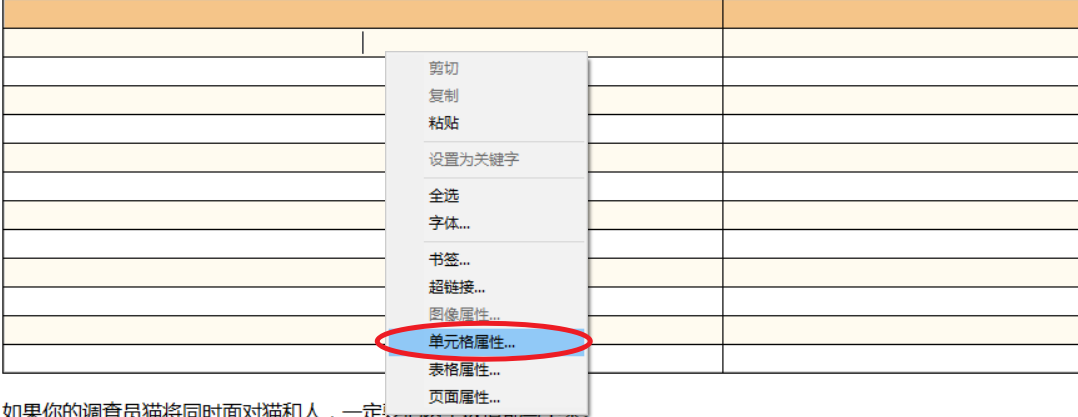 剪切
复制
粘贴
设置为关键字
全选
字体...
书签...
超链接...
图像属性...
单元格属性...
表格属性...
页面属性...
如果你的调查员猫将同时面对猫和人，一定